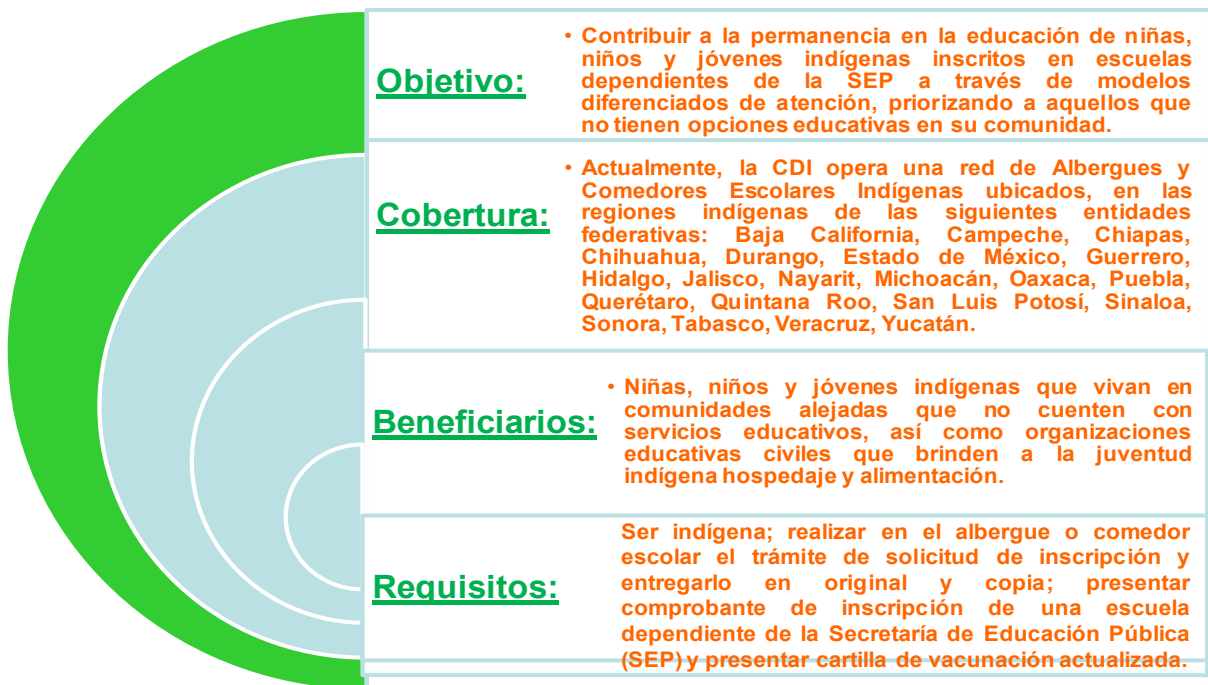 Objetivo:
• Contribuir a la permanencia en la educación de niñas,
niños y jóvenes indígenas inscritos en escuelas
dependientes de la SEP a través de modelos
diferenciados de atención, priorizando a aquellos que
no tienen opciones educativas en su comunidad.
Cobertura:
• Actualmente, la CDI opera una red de Albergues y
Comedores Escolares Indígenas ubicados, en las
regiones indígenas de las siguientes entidades
federativas: Baja California, Campeche, Chiapas,
Chihuahua, Durango, Estado de México, Guerrero,
Hidalgo, Jalisco, Nayarit, Michoacán, Oaxaca, Puebla,
Querétaro, Quintana Roo, San Luis Potosí, Sinaloa,
Sonora, Tabasco, Veracruz, Yucatán.
Beneficiarios:
• Niñas, niños y jóvenes indígenas que vivan en
comunidades alejadas que no cuenten con
servicios educativos, así como organizaciones
educativas civiles que brinden a la juventud
indígena hospedaje y alimentación.
Requisitos:
Ser indígena; realizar en el albergue o comedor
escolar el trámite de solicitud de inscripción y
entregarlo en original y copia; presentar
comprobante de inscripción de una escuela
dependiente de la Secretaría de Educación Pública
(SEP) y presentar cartilla de vacunación actualizada.